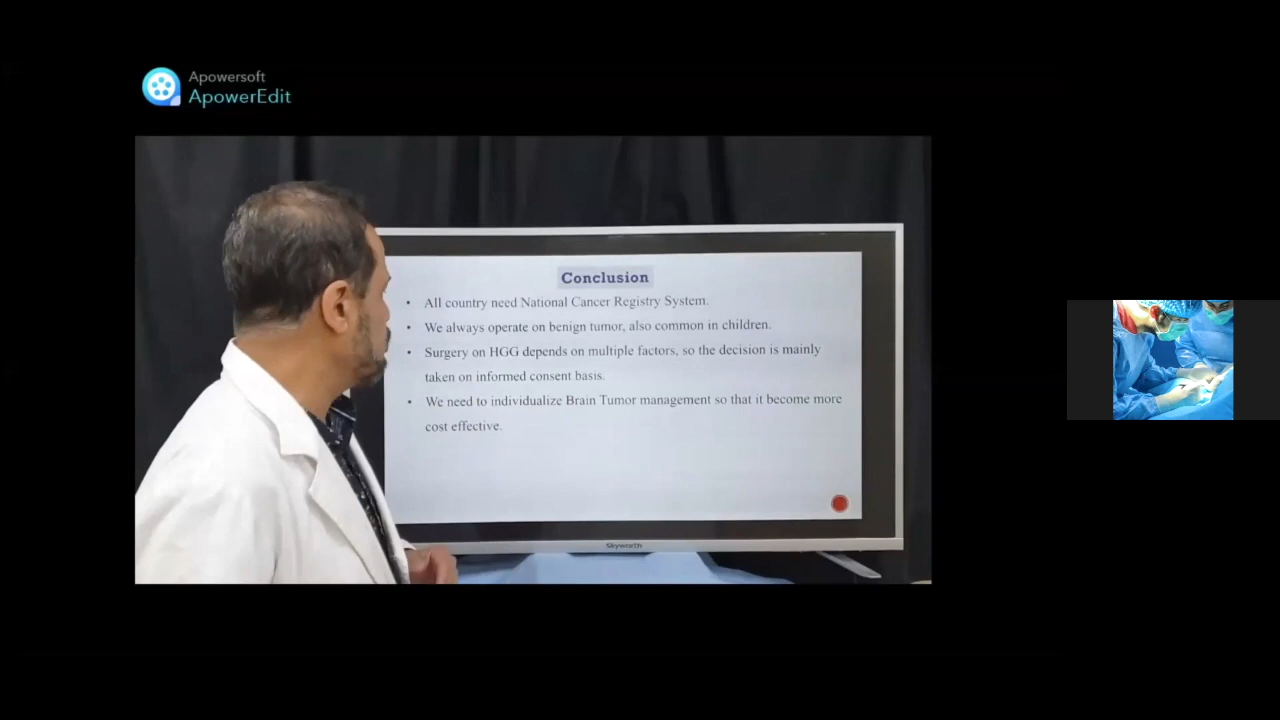 Apowersoft
ApowerEdit
Conclusion
• All country need National Cancer Registry System.
• We always operate on benign tumor, also common in children.
• Surgery on HGG depends on multiple factors, so the decision is mainly
taken on informed consent basis.
• We need to individualize Brain Tumor management so that it become more
cost effective.
Skyworth